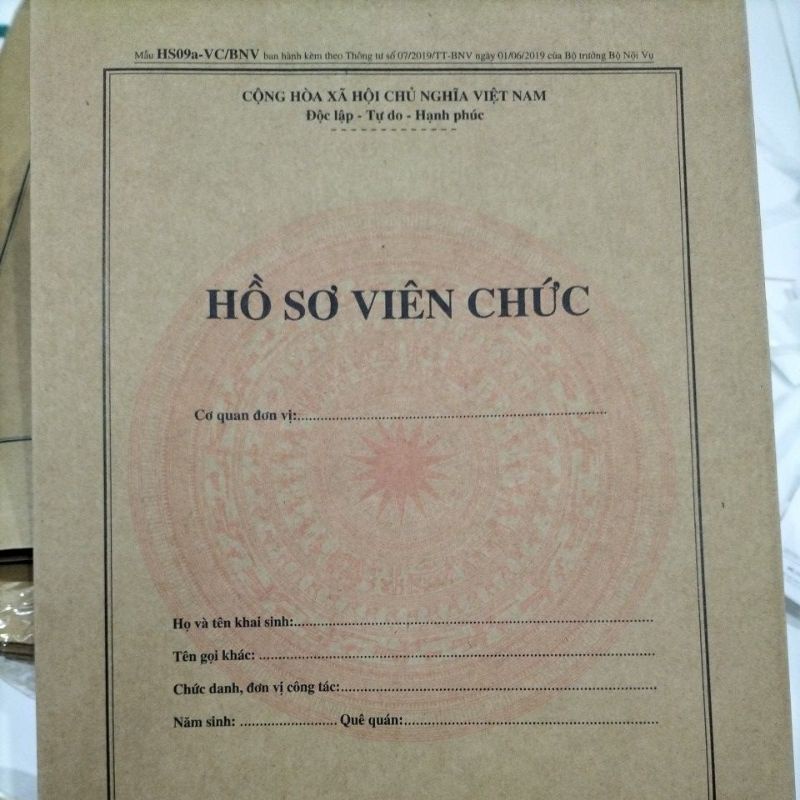 Mẫu HS09a-VC/BNV ban hành kèm theo Thông tư số 07/2019/TT-BNV ngày 01/06/2019 của Bộ trưởng Bộ Nội Vụ
CỘNG HÒA XÃ HỘI CHỦ NGHĨA VIỆT NAM
Độc lập - Tự do - Hạnh phúc
HỒ SƠ VIÊN CHỨC
Cơ quan đơn vị:
Họ và tên khai sinh:
Tên gọi khác:
Chức danh, đơn vị công tác:
Năm sinh: Quê quán: